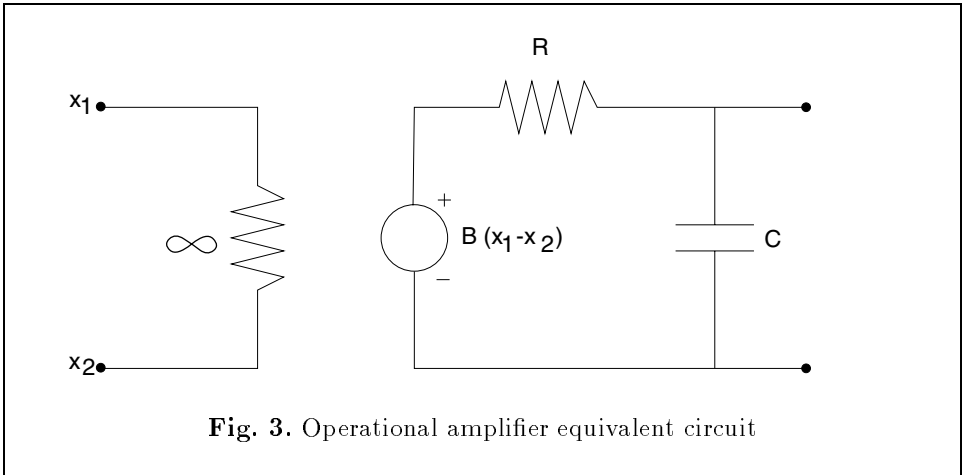 R
x1
+
∞
B (x1-x2)
C
−
x2
Fig. 3. Operational amplifier equivalent circuit